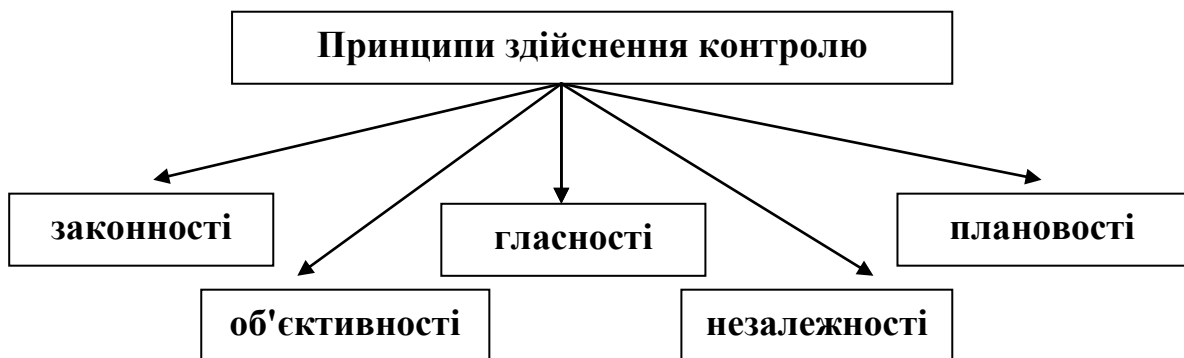 Принципи здійснення контролю
законності
гласності
плановості
об'єктивності
незалежності